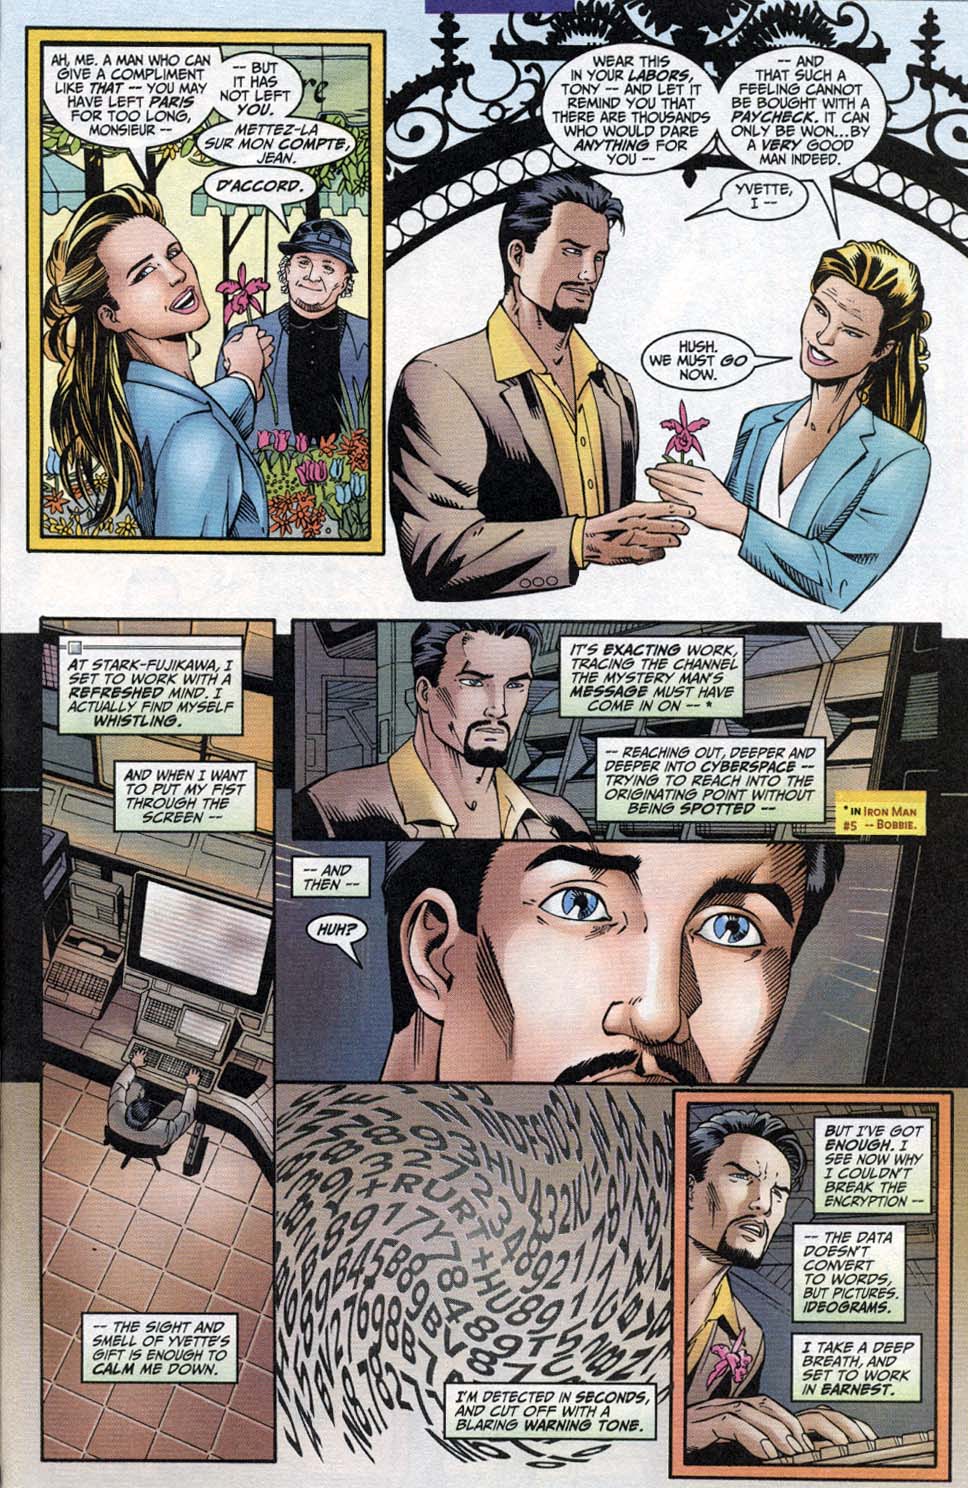 AH, ME. A MAN WHO CAN
GIVE A COMPLIMENT
LIKE THAT -- YOU MAY
HAVE LEFT PARIS
FOR TOO LONG,
MONSIEUR --
-- BUT
IT HAS
NOT LEFT
YOU.
METTEZ-LA
SUR MON COMPTE,
JEAN.
D'ACCORD.
WEAR THIS
IN YOUR LABORS,
TONY -- AND LET IT
REMIND YOU THAT
THERE ARE THOUSANDS
WHO WOULD DARE
ANYTHING FOR
YOU --
-- AND
THAT SUCH A
FEELING CANNOT
BE BOUGHT WITH A
PAYCHECK. IT CAN
ONLY BE WON...BY
A VERY GOOD
MAN INDEED.
YVETTE,
I --
HUSH.
WE MUST GO
NOW.
AT STARK-FUJIKAWA, I
SET TO WORK WITH A
REFRESHED MIND. I
ACTUALLY FIND MYSELF
WHISTLING.
AND WHEN I WANT
TO PUT MY FIST
THROUGH THE
SCREEN --
-- THE SIGHT AND
SMELL OF YVETTE'S
GIFT IS ENOUGH TO
CALM ME DOWN.
IT'S EXACTING WORK,
TRACING THE CHANNEL
THE MYSTERY MAN'S
MESSAGE MUST HAVE
COME IN ON -- *
-- REACHING OUT, DEEPER AND
DEEPER INTO CYBERSPACE --
TRYING TO REACH INTO THE
ORIGINATING POINT WITHOUT
BEING SPOTTED --
* IN IRON MAN
#5 -- BOBBIE.
-- AND
THEN --
HUH?
I'M DETECTED IN SECONDS,
AND CUT OFF WITH A
BLARING WARNING TONE.
BUT I'VE GOT
ENOUGH. I
SEE NOW WHY
I COULDN'T
BREAK THE
ENCRYPTION --
-- THE DATA
DOESN'T
CONVERT
TO WORDS,
BUT PICTURES.
IDEOGRAMS.
I TAKE A DEEP
BREATH, AND
SET TO WORK
IN EARNEST.